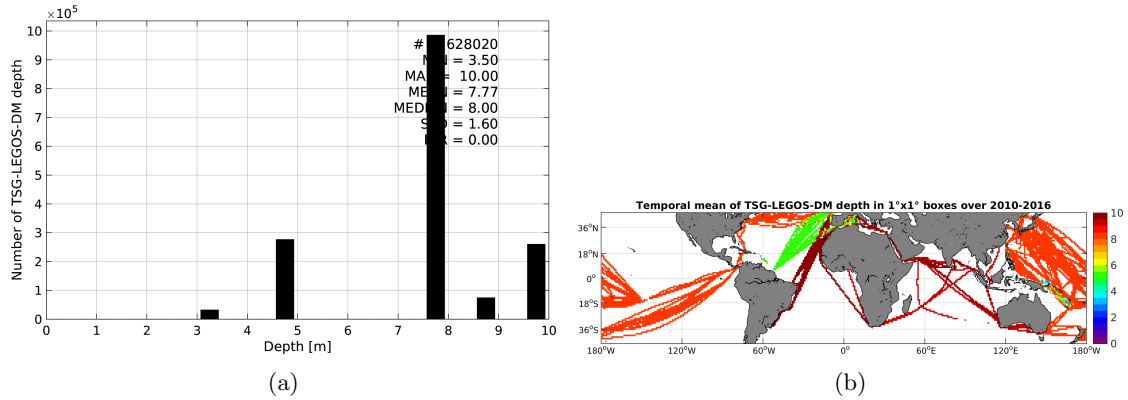 ×10⁵
10
9
8
7
6
5
4
3
2
1
0
Number of TSG-LEGOS-DM depth
# 628020
= 3.50
= 10.00
= 7.77
= 8.00
= 1.60
= 0.00
0 1 2 3 4 5 6 7 8 9 10
Depth [m]
(a)
Temporal mean of TSG-LEGOS-DM depth in 1°x1° boxes over 2010-2016
36°N
18°N
0°
18°S
36°S
180°W 120°W 60°W 0° 60°E 120°E 180°W
10
8
6
4
2
0
(b)